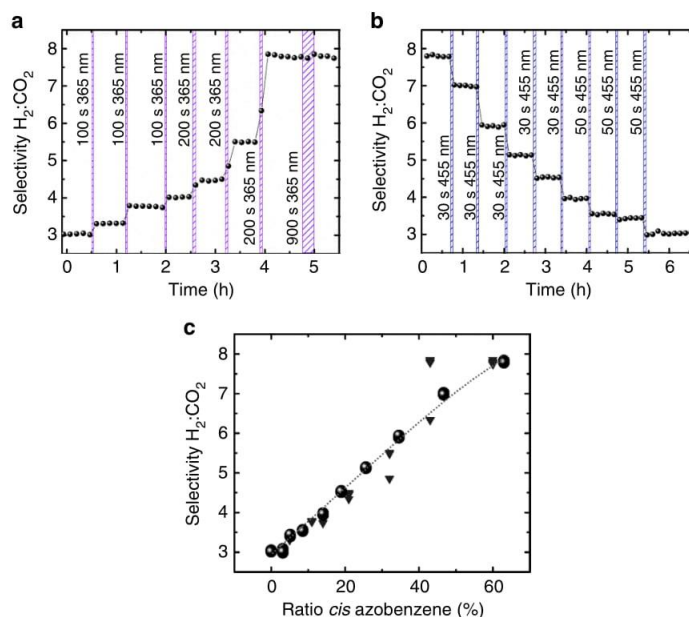 a
Selectivity H2:CO2
8
7
6
5
4
3
100 s 365 nm
100 s 365 nm
100 s 365 nm
200 s 365 nm
200 s 365 nm
200 s 365 nm
900 s 365 nm
0 1 2 3 4 5
Time (h)
b
Selectivity H2:CO2
8
7
6
5
4
3
30 s 455 nm
30 s 455 nm
30 s 455 nm
30 s 455 nm
30 s 455 nm
50 s 455 nm
50 s 455 nm
50 s 455 nm
0 1 2 3 4 5 6
Time (h)
c
Selectivity H2:CO2
8
7
6
5
4
3
0 20 40 60
Ratio cis azobenzene (%)